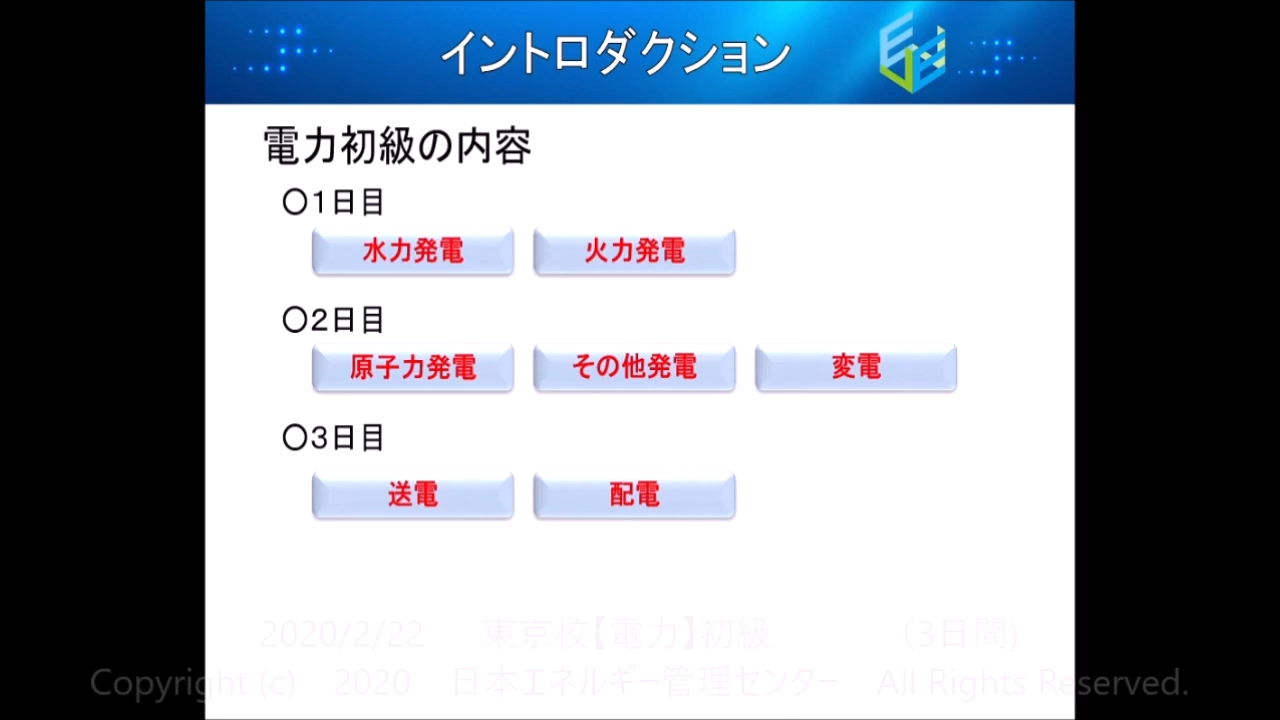 イントロダクション
電力初級の内容
〇1日目
水力発電 火力発電
〇2日目
原子力発電 その他発電 変電
〇3日目
送電 配電
2020/2/22 東京校【電力】初級 (3日間)
Copyright (c) 2020 日本エネルギー管理センター All Rights Reserved.